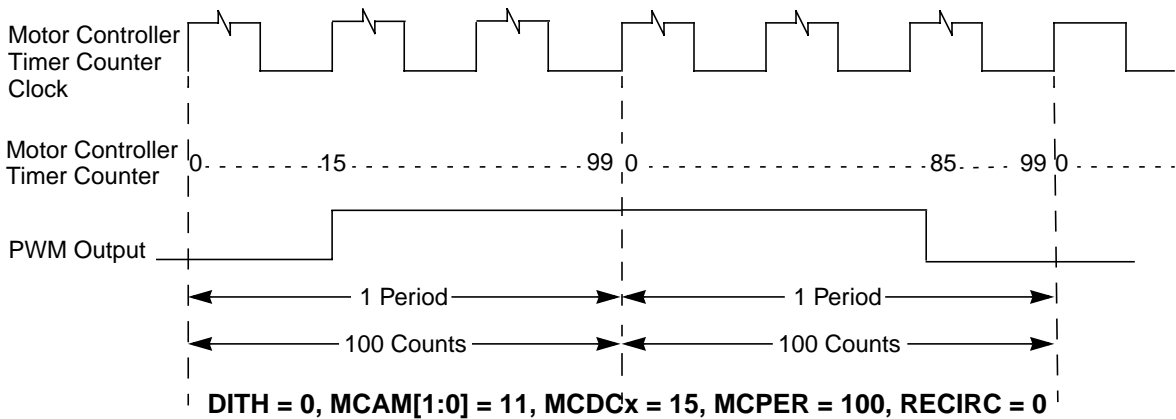 Motor Controller
Timer Counter
Clock
Motor Controller
Timer Counter
0 15 99 0 85 99 0
PWM Output
1 Period 1 Period
100 Counts 100 Counts
DITH = 0, MCAM[1:0] = 11, MCDCx = 15, MCPER = 100, RECIRC = 0